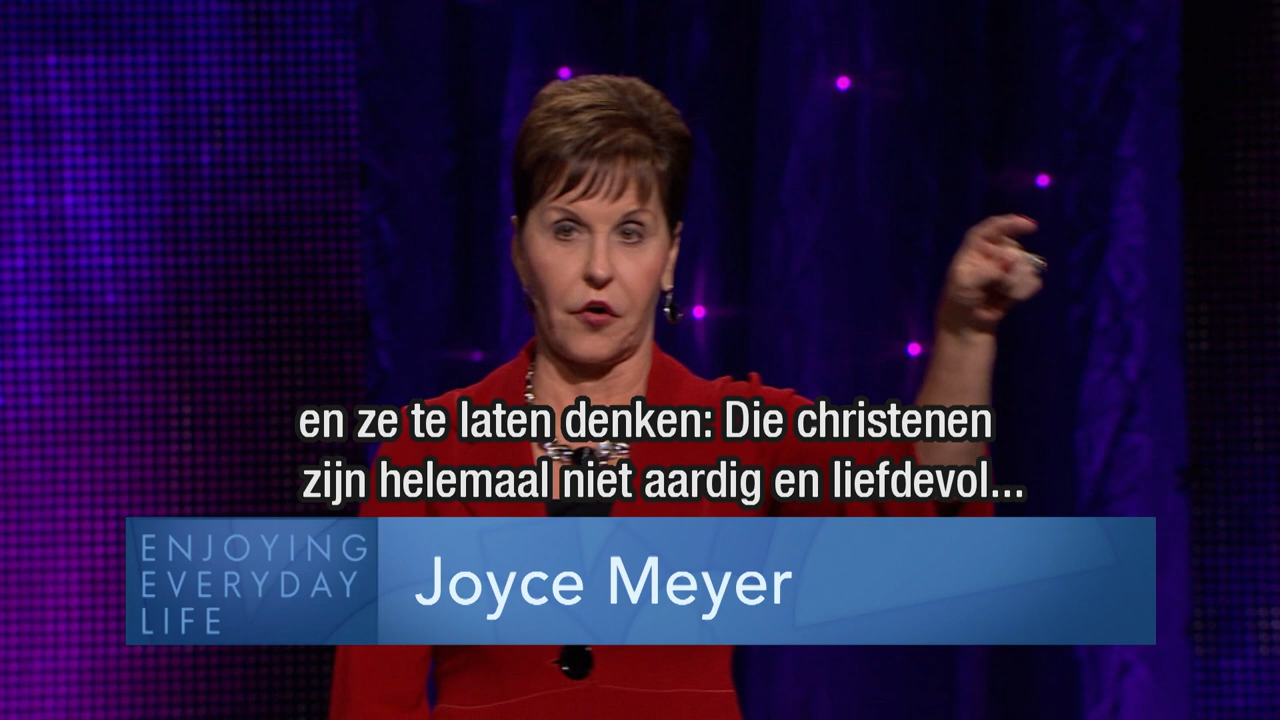 en ze te laten denken: Die christenen
zijn helemaal niet aardig en liefdevol...
ENJOYING
EVERYDAY
LIFE
Joyce Meyer